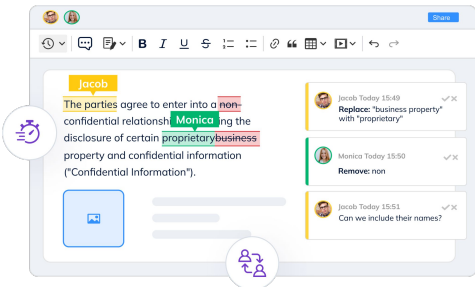 Share
B I U S
Jacob
The parties agree to enter into a non-
confidential relationsh
Monica
ng the
disclosure of certain proprietarybusiness
property and confidential information
("Confidential Information").
Jacob Today 15:49
Replace: "business property"
with "proprietary"
Monica Today 15:50
Remove: non
Jacob Today 15:51
Can we include their names?